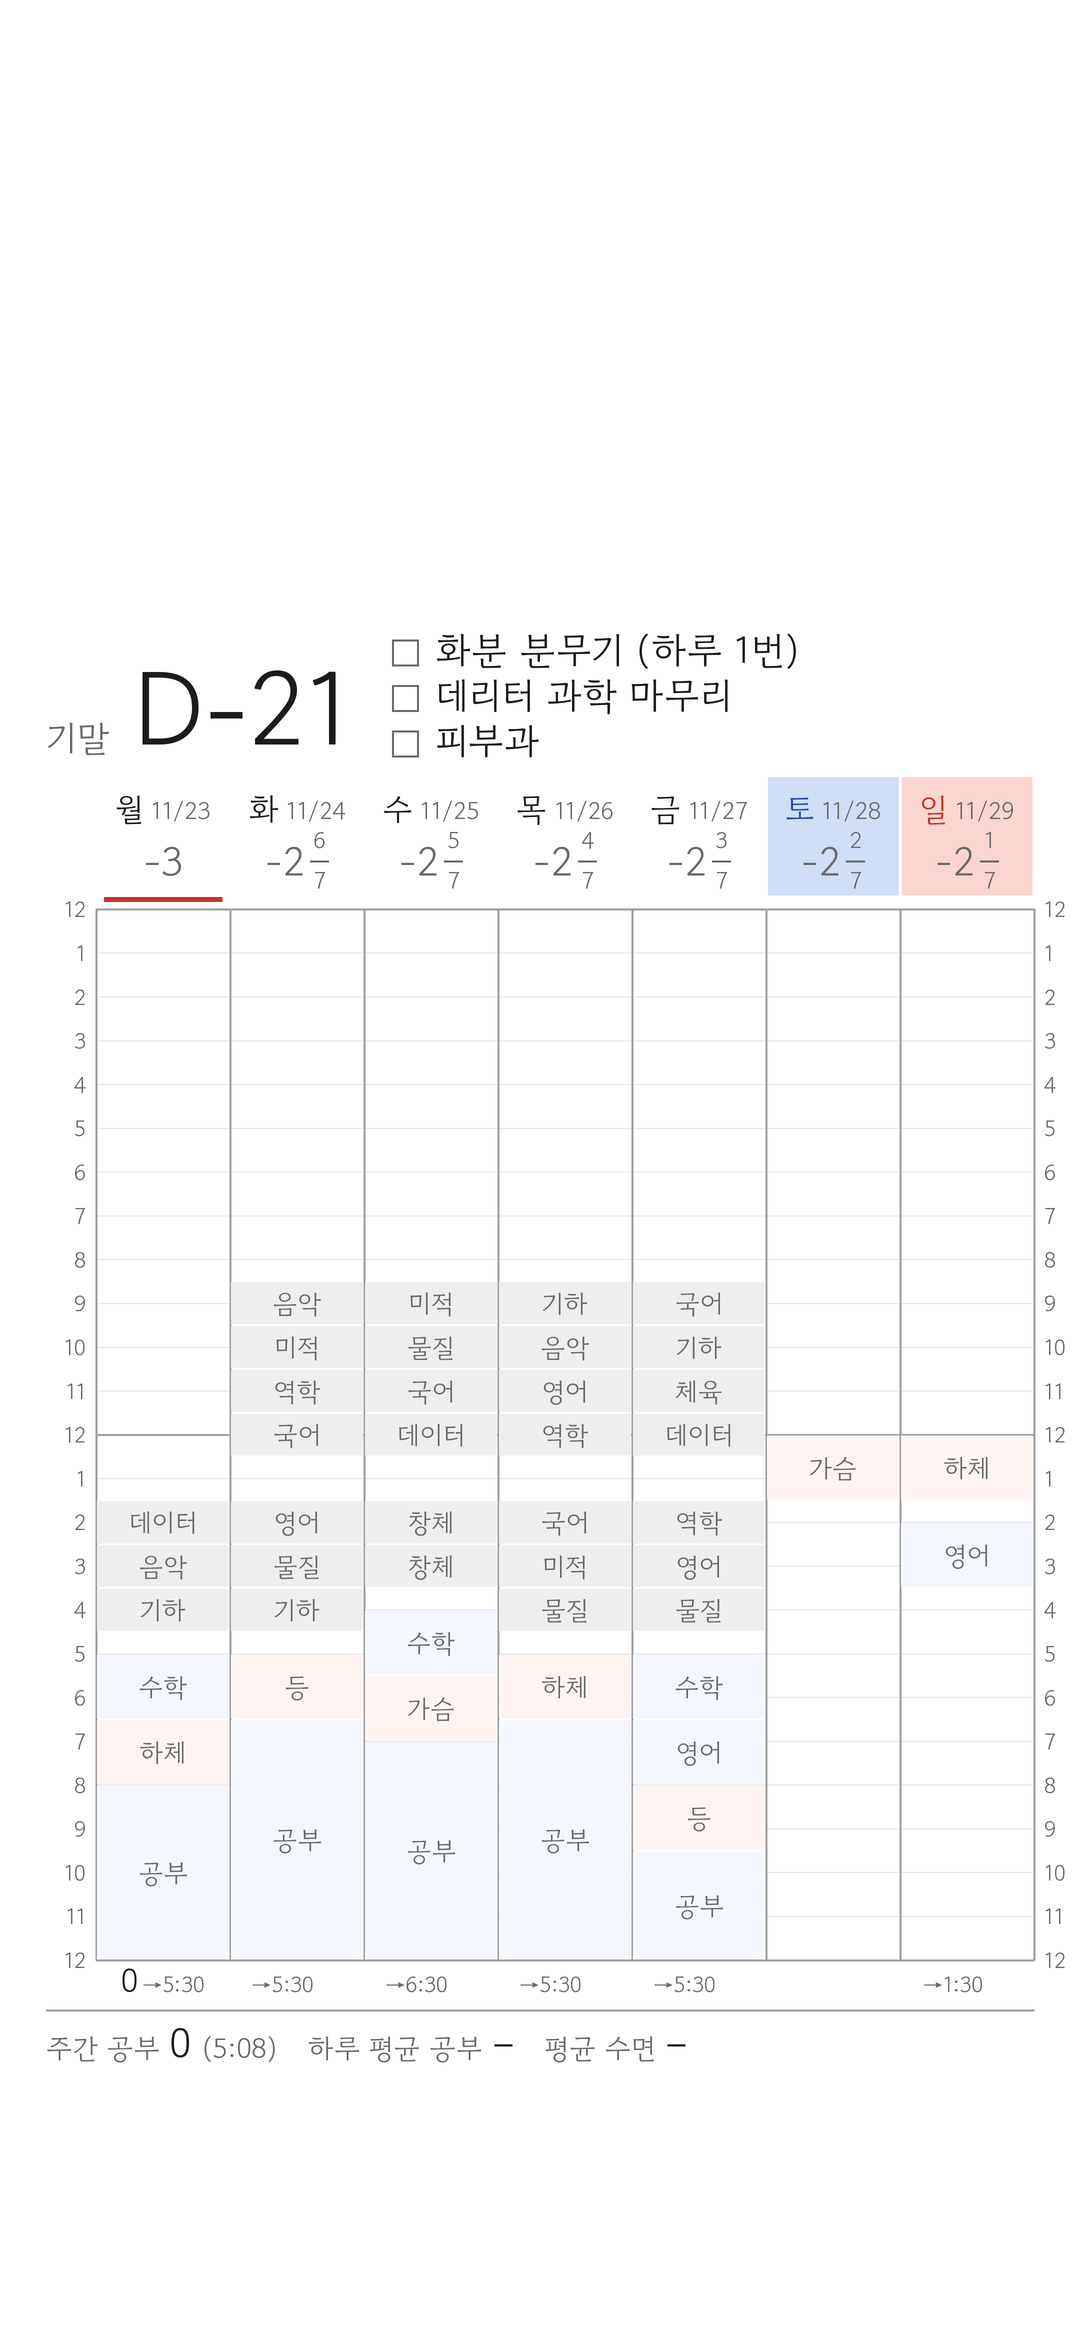 기말 D-21
□ 화분 분무기 (하루 1번)
□ 데리터 과학 마무리
□ 피부과
월 11/23 화 11/24 수 11/25 목 11/26 금 11/27 토 11/28 일 11/29
-3 -2 6/7 -2 5/7 -2 4/7 -2 3/7 -2 2/7 -2 1/7
12 12
1 1
2 2
3 3
4 4
5 5
6 6
7 7
8 8
9 음악 미적 기하 국어 9
10 미적 물질 음악 기하 10
11 역학 국어 영어 체육 11
12 국어 데이터 역학 데이터 12
1 가슴 하체 1
2 데이터 영어 창체 국어 역학 2
3 음악 물질 창체 미적 영어 영어 3
4 기하 기하 물질 물질 4
수학
5 5
6 수학 등 하체 수학 6
가슴
7 하체 영어 7
8 8
9 공부 공부 공부 등 9
10 공부 10
11 공부 11
12 12
0 →5:30 →5:30 →6:30 →5:30 →5:30 →1:30
주간 공부 0 (5:08) 하루 평균 공부 – 평균 수면 –